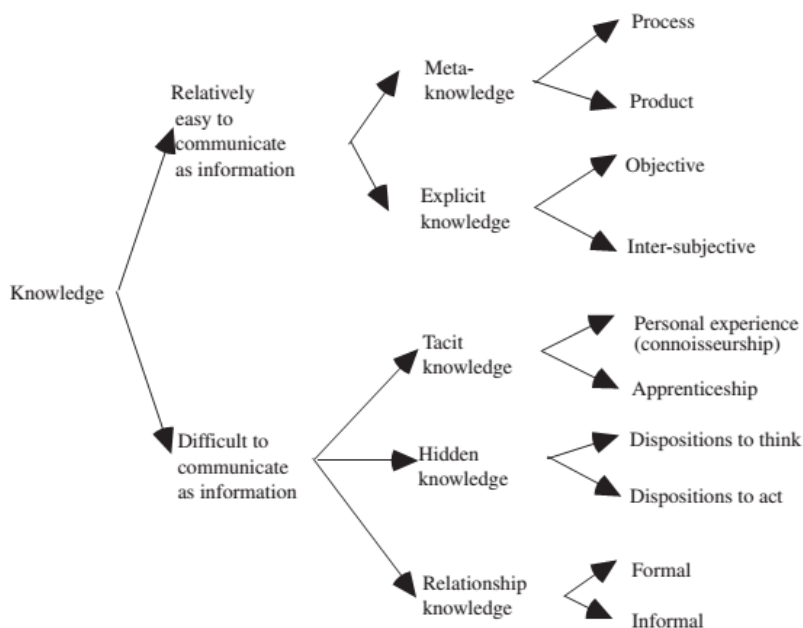 Process
Meta-
knowledge
Relatively
easy to
communicate
as information
Product
Objective
Explicit
knowledge
Inter-subjective
Knowledge
Personal experience
(connoisseurship)
Tacit
knowledge
Apprenticeship
Difficult to
communicate
as information
Dispositions to think
Hidden
knowledge
Dispositions to act
Relationship
knowledge
Formal
Informal